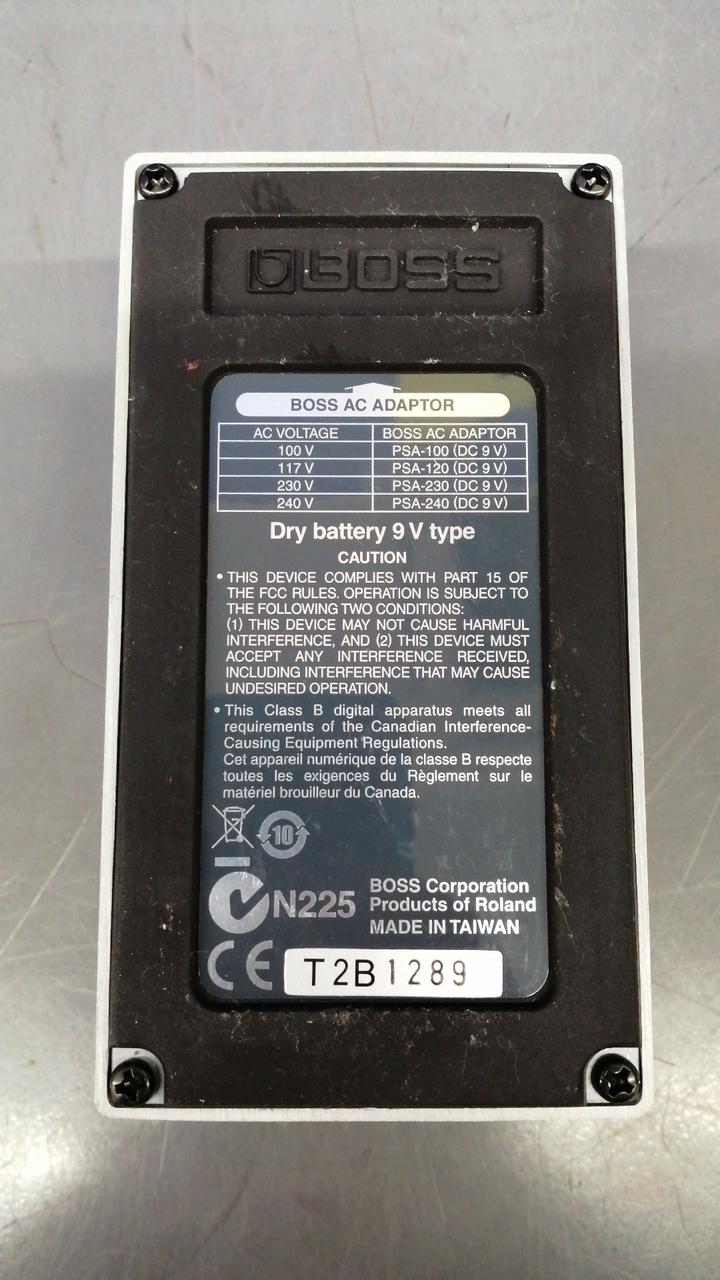 BOSS
BOSS AC ADAPTOR
AC VOLTAGE BOSS AC ADAPTOR
100 V PSA-100 (DC 9 V)
117 V PSA-120 (DC 9 V)
230 V PSA-230 (DC 9 V)
240 V PSA-240 (DC 9 V)
Dry battery 9 V type
CAUTION
• THIS DEVICE COMPLIES WITH PART 15 OF
THE FCC RULES. OPERATION IS SUBJECT TO
THE FOLLOWING TWO CONDITIONS:
(1) THIS DEVICE MAY NOT CAUSE HARMFUL
INTERFERENCE, AND (2) THIS DEVICE MUST
ACCEPT ANY INTERFERENCE RECEIVED,
INCLUDING INTERFERENCE THAT MAY CAUSE
UNDESIRED OPERATION.
• This Class B digital apparatus meets all
requirements of the Canadian Interference-
Causing Equipment Regulations.
Cet appareil numérique de la classe B respecte
toutes les exigences du Règlement sur le
matériel brouilleur du Canada.
10
N225
BOSS Corporation
Products of Roland
MADE IN TAIWAN
CE
T2B1289